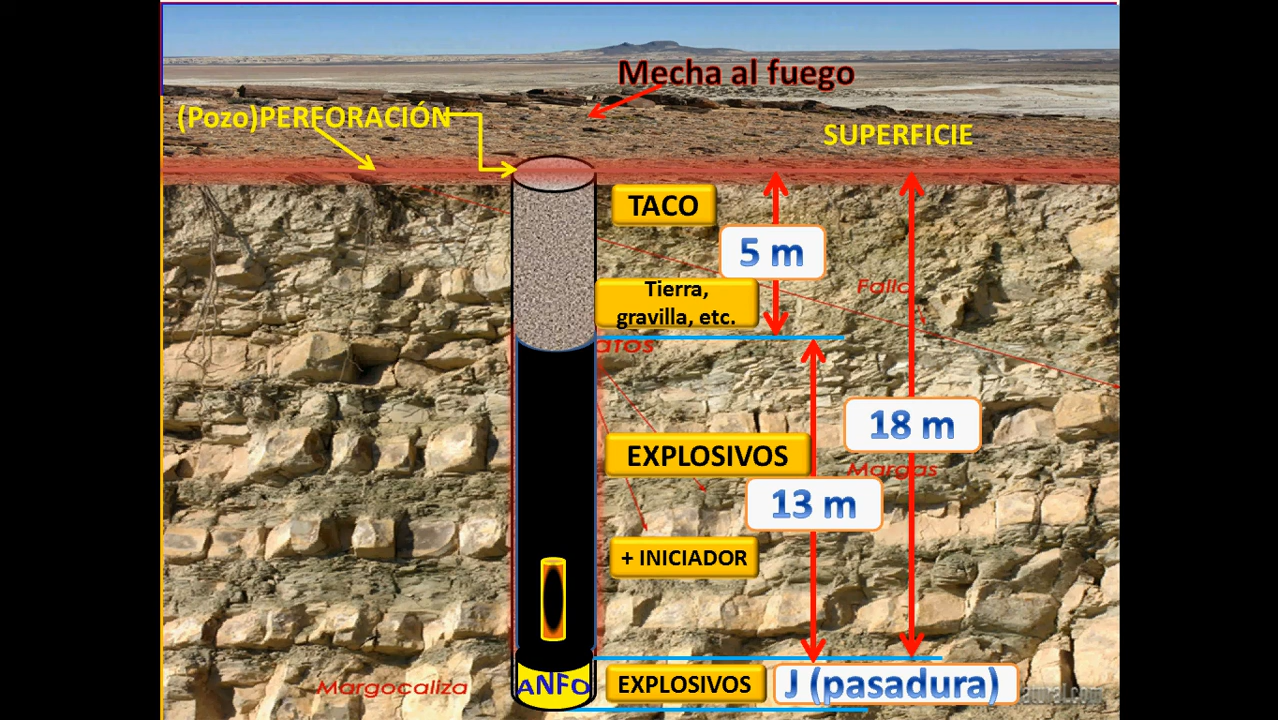 Mecha al fuego
(Pozo)PERFORACIÓN
SUPERFICIE
TACO
5 m
Tierra,
gravilla, etc.
Falla
atos
18 m
EXPLOSIVOS
Margas
13 m
+ INICIADOR
Margocaliza
ANFO
EXPLOSIVOS
J (pasadura)